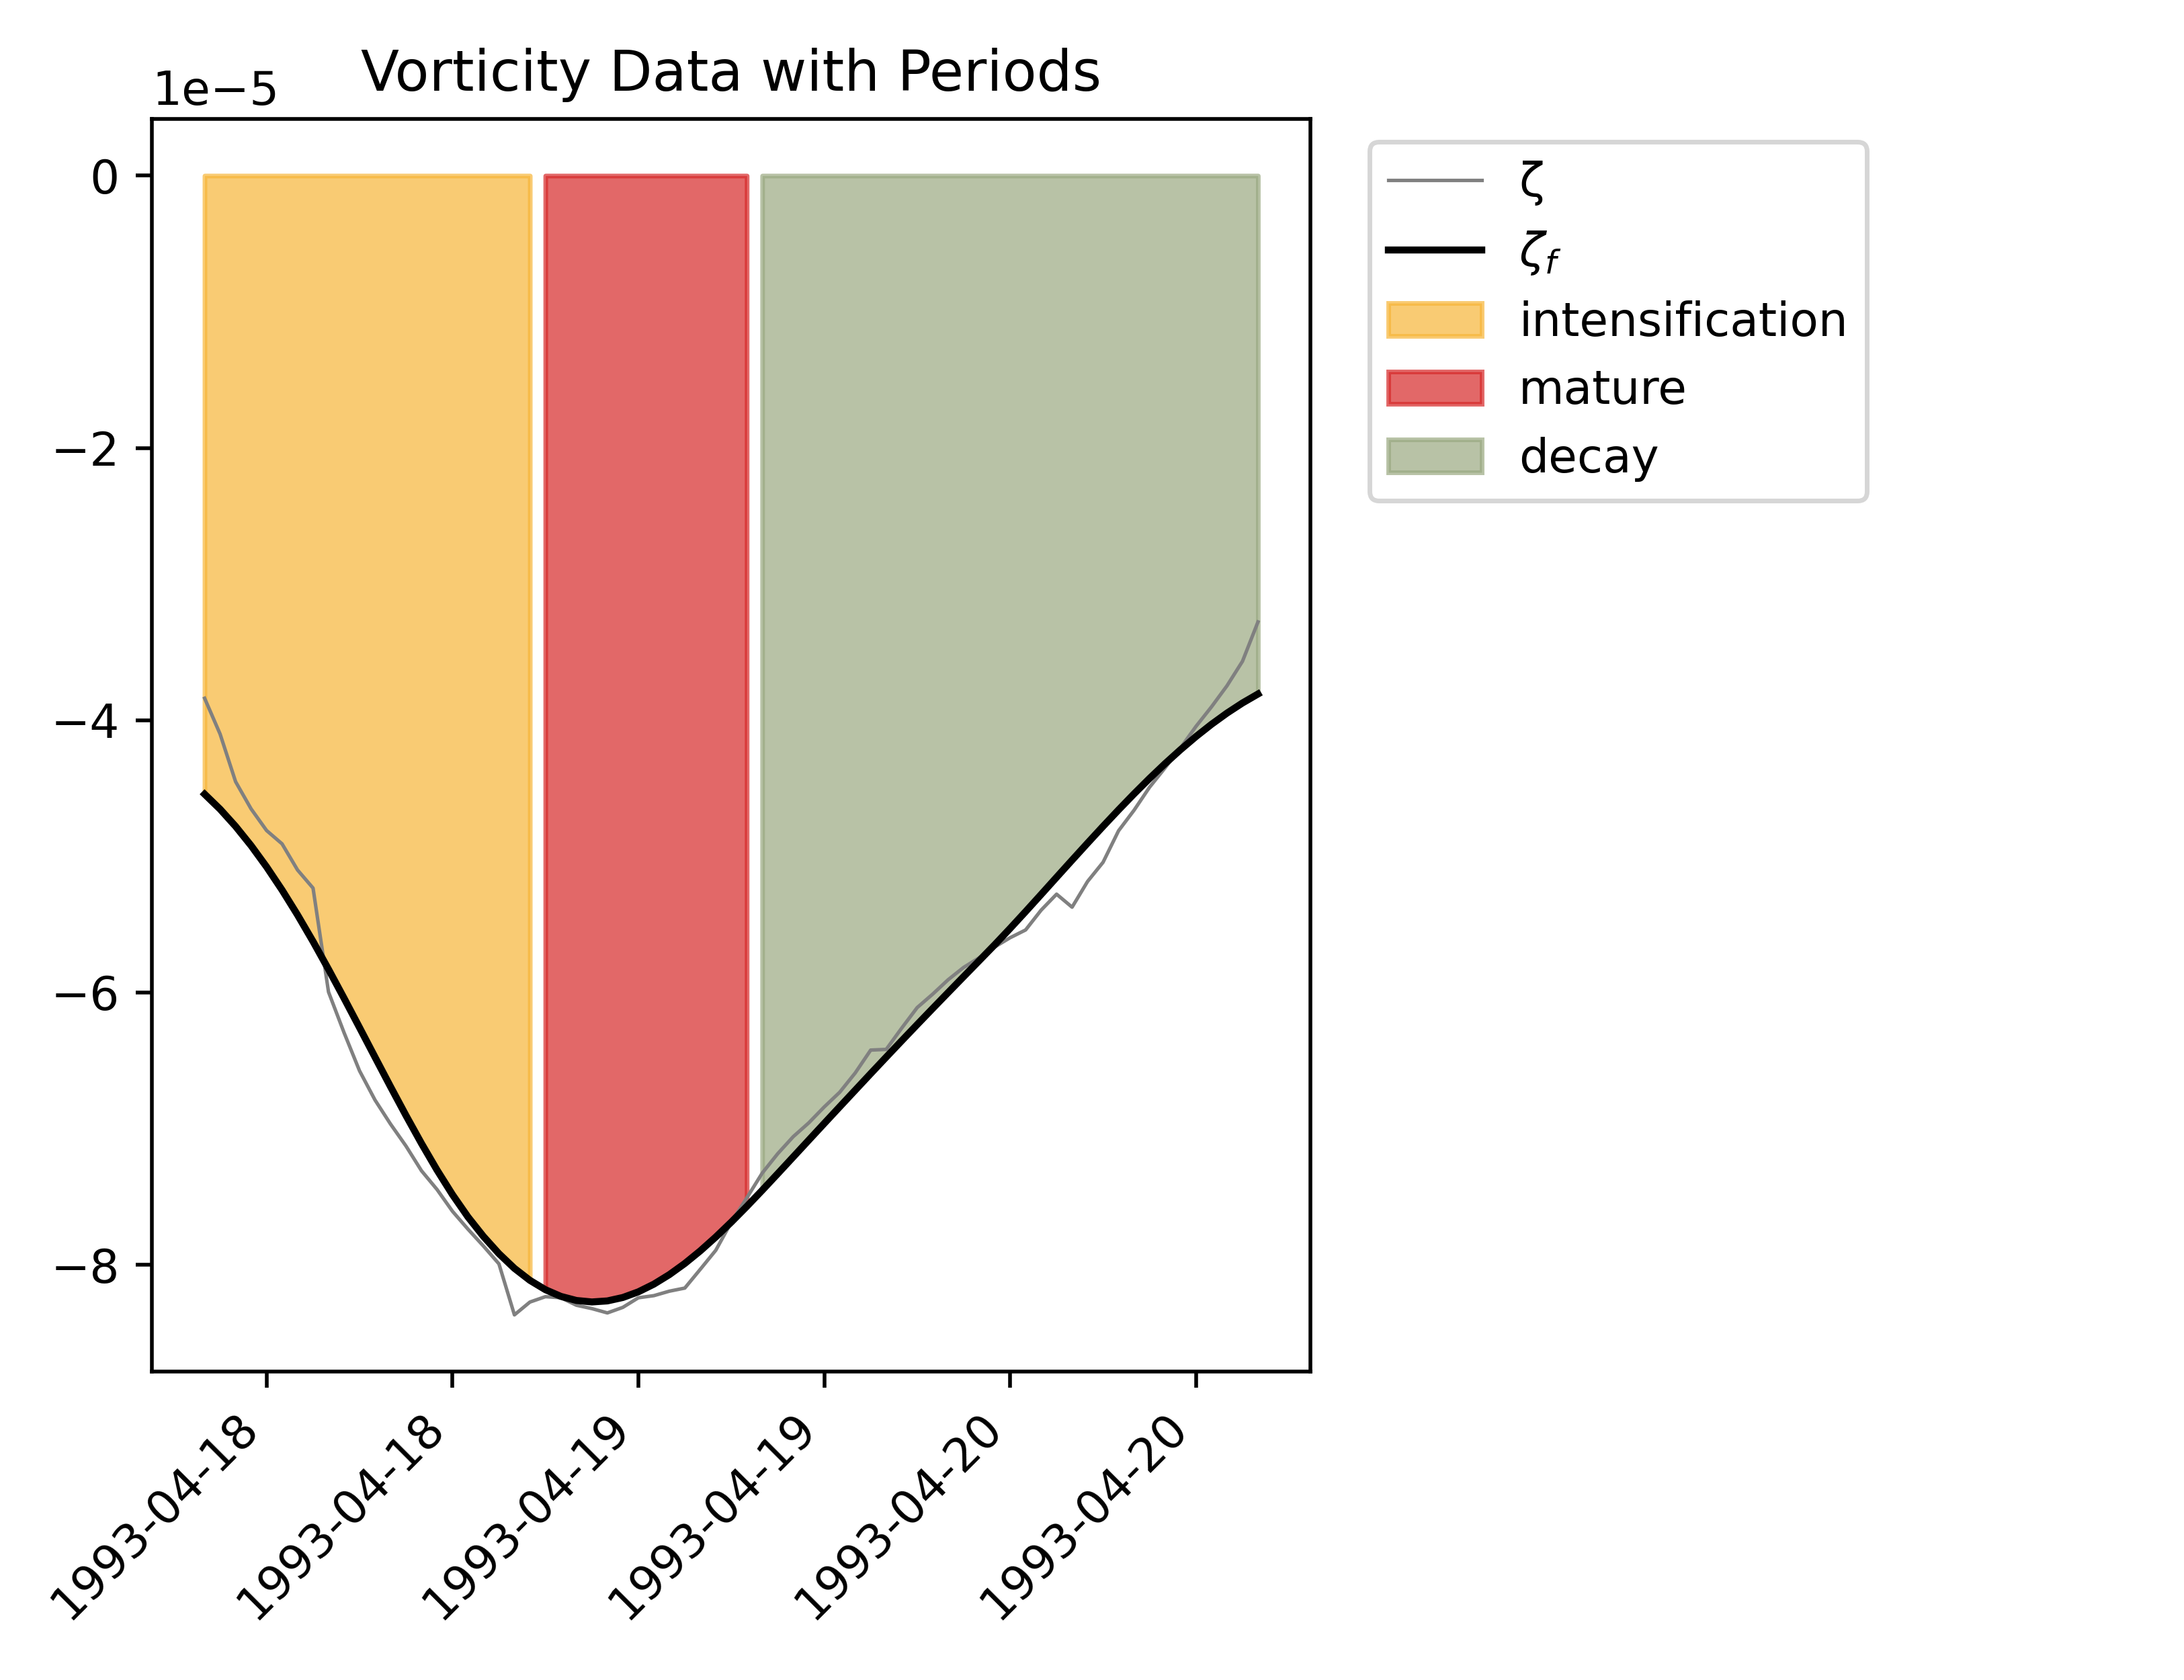 Vorticity Data with Periods
1e−5
0
−2
−4
−6
−8
1993-04-18
1993-04-18
1993-04-19
1993-04-19
1993-04-20
1993-04-20
ζ
ζf
intensification
mature
decay